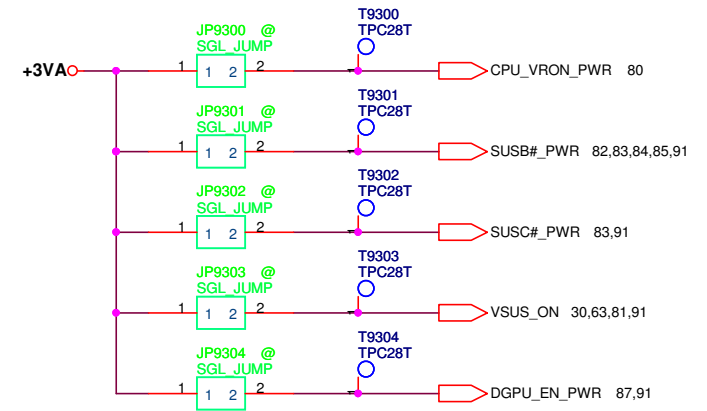 T9300
TPC28T
JP9300 @
SGL_JUMP
+3VA 1 1 2 2 CPU_VRON_PWR 80
T9301
TPC28T
JP9301 @
SGL_JUMP
1 1 2 2 SUSB#_PWR 82,83,84,85,91
T9302
TPC28T
JP9302 @
SGL_JUMP
1 1 2 2 SUSC#_PWR 83,91
T9303
TPC28T
JP9303 @
SGL_JUMP
1 1 2 2 VSUS_ON 30,63,81,91
T9304
TPC28T
JP9304 @
SGL_JUMP
1 1 2 2 DGPU_EN_PWR 87,91